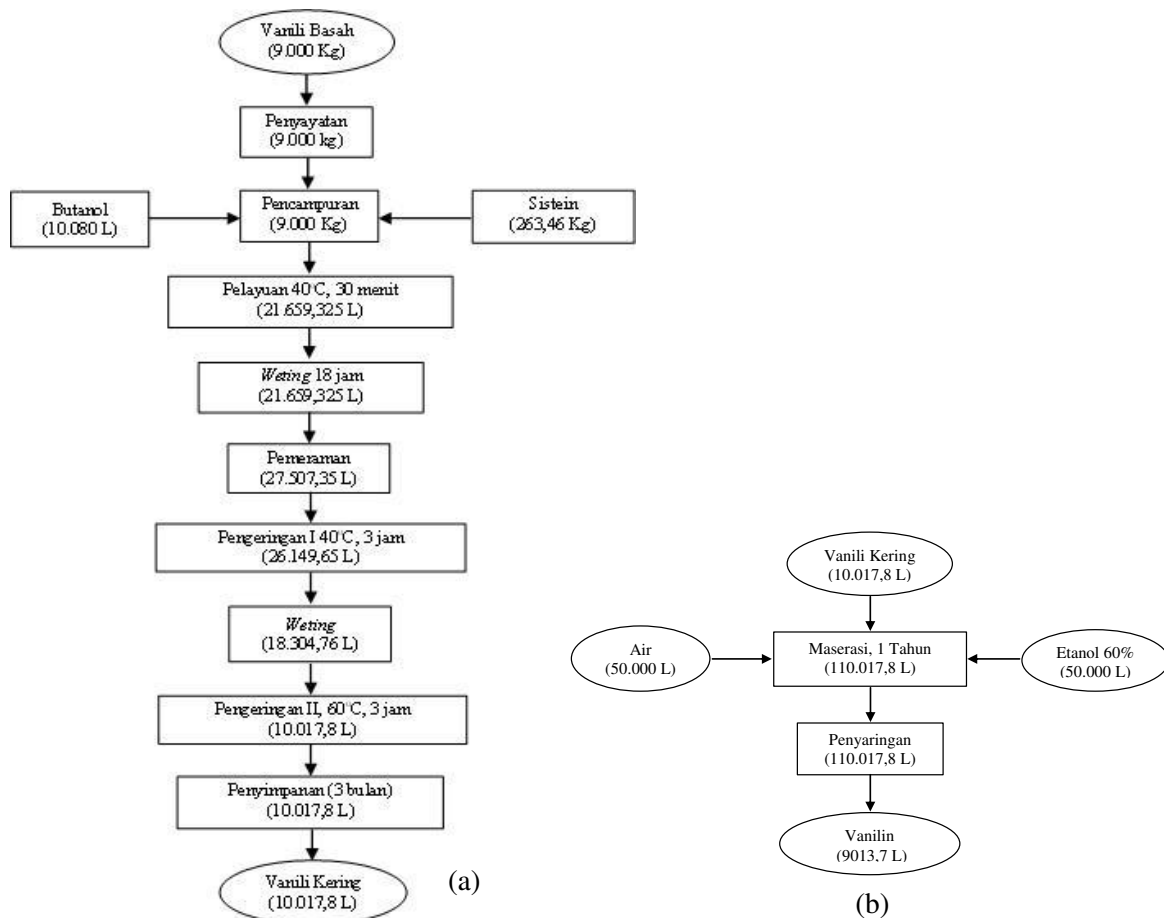 Vanili Basah
(9.000 Kg)
Penyayatan
(9.000 kg)
Butanol
(10.080 L)
Pencampuran
(9.000 Kg)
Sistein
(263,46 Kg)
Pelayuan 40°C, 30 menit
(21.659,325 L)
Weting 18 jam
(21.659,325 L)
Pemeraman
(27.507,35 L)
Pengeringan I 40°C, 3 jam
(26.149,65 L)
Weting
(18.304,76 L)
Pengeringan II, 60°C, 3 jam
(10.017,8 L)
Penyimpanan (3 bulan)
(10.017,8 L)
Vanili Kering
(10.017,8 L)
(a)
Vanili Kering
(10.017,8 L)
Air
(50.000 L)
Maserasi, 1 Tahun
(110.017,8 L)
Etanol 60%
(50.000 L)
Penyaringan
(110.017,8 L)
Vanilin
(9013,7 L)
(b)